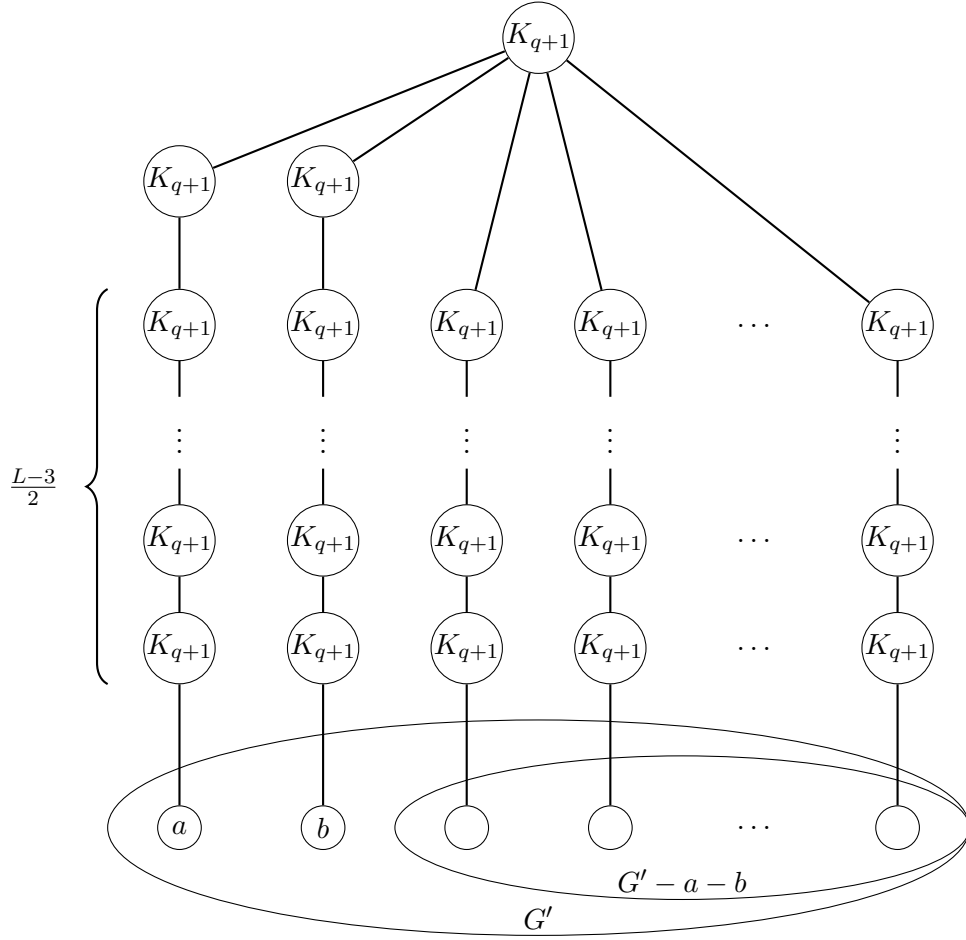 K_{q+1}
K_{q+1} K_{q+1}
K_{q+1} K_{q+1} K_{q+1} K_{q+1} ⋯ K_{q+1}
⋮ ⋮ ⋮ ⋮ ⋮
\frac{L-3}{2}
K_{q+1} K_{q+1} K_{q+1} K_{q+1} ⋯ K_{q+1}
K_{q+1} K_{q+1} K_{q+1} K_{q+1} ⋯ K_{q+1}
a b ⋯
G′ − a − b
G′